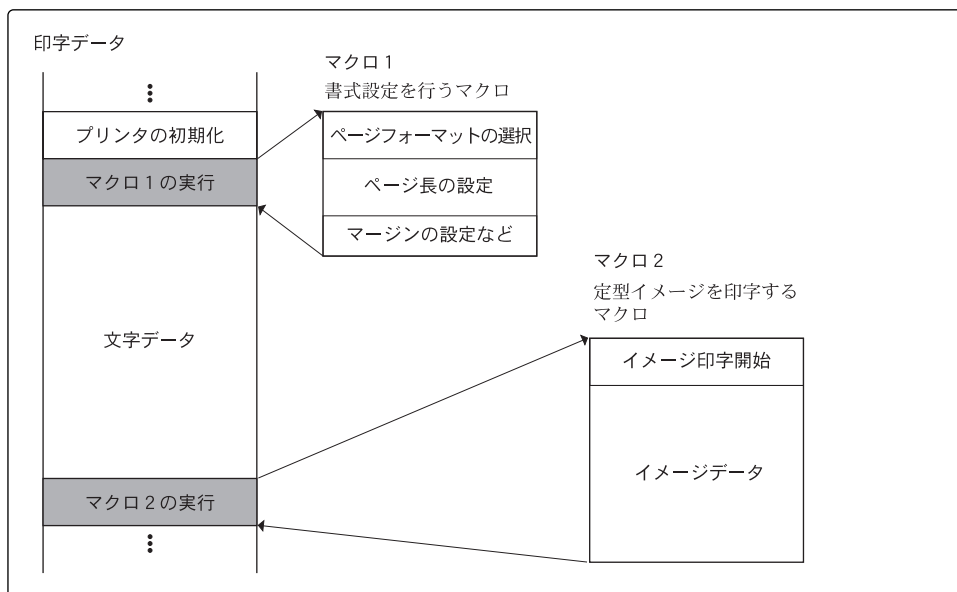 印字データ
プリンタの初期化
マクロ1の実行
文字データ
マクロ2の実行
マクロ1
書式設定を行うマクロ
ページフォーマットの選択
ページ長の設定
マージンの設定など
マクロ2
定型イメージを印字する
マクロ
イメージ印字開始
イメージデータ